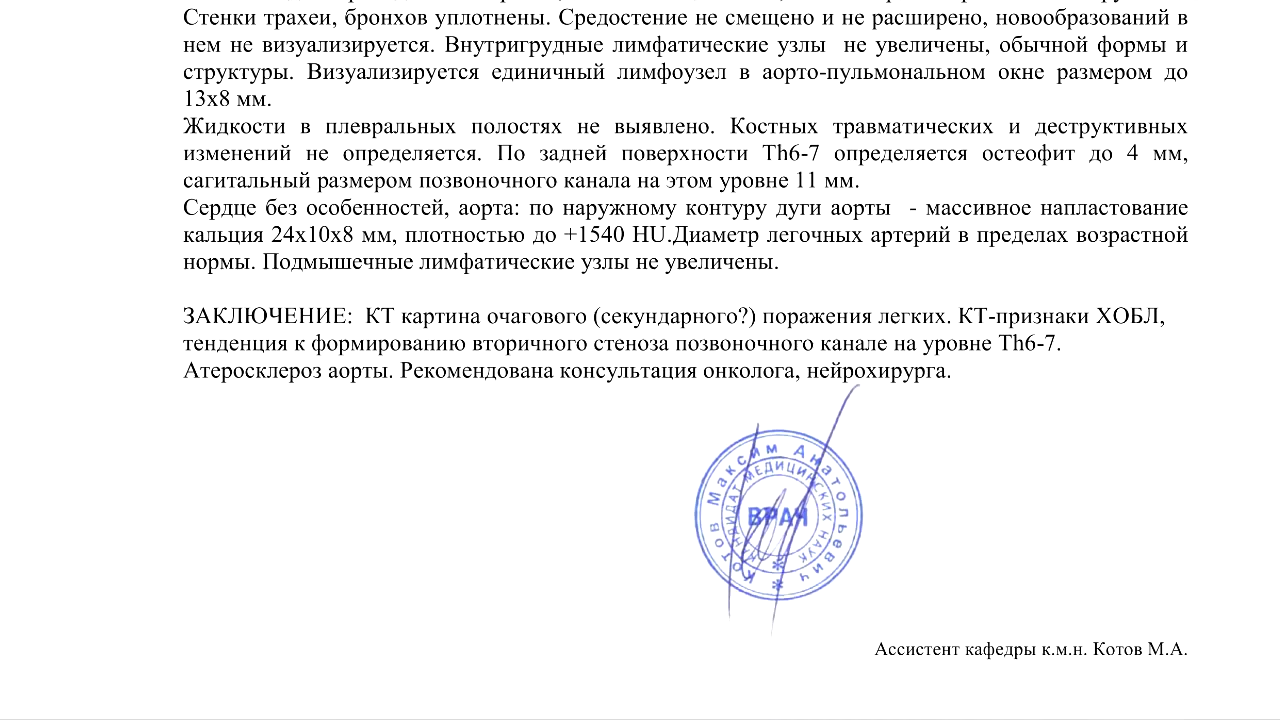 Стенки трахеи, бронхов уплотнены. Средостение не смещено и не расширено, новообразований в
нем не визуализируется. Внутригрудные лимфатические узлы не увеличены, обычной формы и
структуры. Визуализируется единичный лимфоузел в аорто-пульмональном окне размером до
13х8 мм.
Жидкости в плевральных полостях не выявлено. Костных травматических и деструктивных
изменений не определяется. По задней поверхности Th6-7 определяется остеофит до 4 мм,
сагитальный размером позвоночного канала на этом уровне 11 мм.
Сердце без особенностей, аорта: по наружному контуру дуги аорты - массивное напластование
кальция 24х10х8 мм, плотностью до +1540 HU.Диаметр легочных артерий в пределах возрастной
нормы. Подмышечные лимфатические узлы не увеличены.
ЗАКЛЮЧЕНИЕ: КТ картина очагового (секундарного?) поражения легких. КТ-признаки ХОБЛ,
тенденция к формированию вторичного стеноза позвоночного канале на уровне Th6-7.
Атеросклероз аорты. Рекомендована консультация онколога, нейрохирурга.
Котов Максим Анатольевич
КАНДИДАТ МЕДИЦИНСКИХ НАУК
ВРАЧ
Ассистент кафедры к.м.н. Котов М.А.